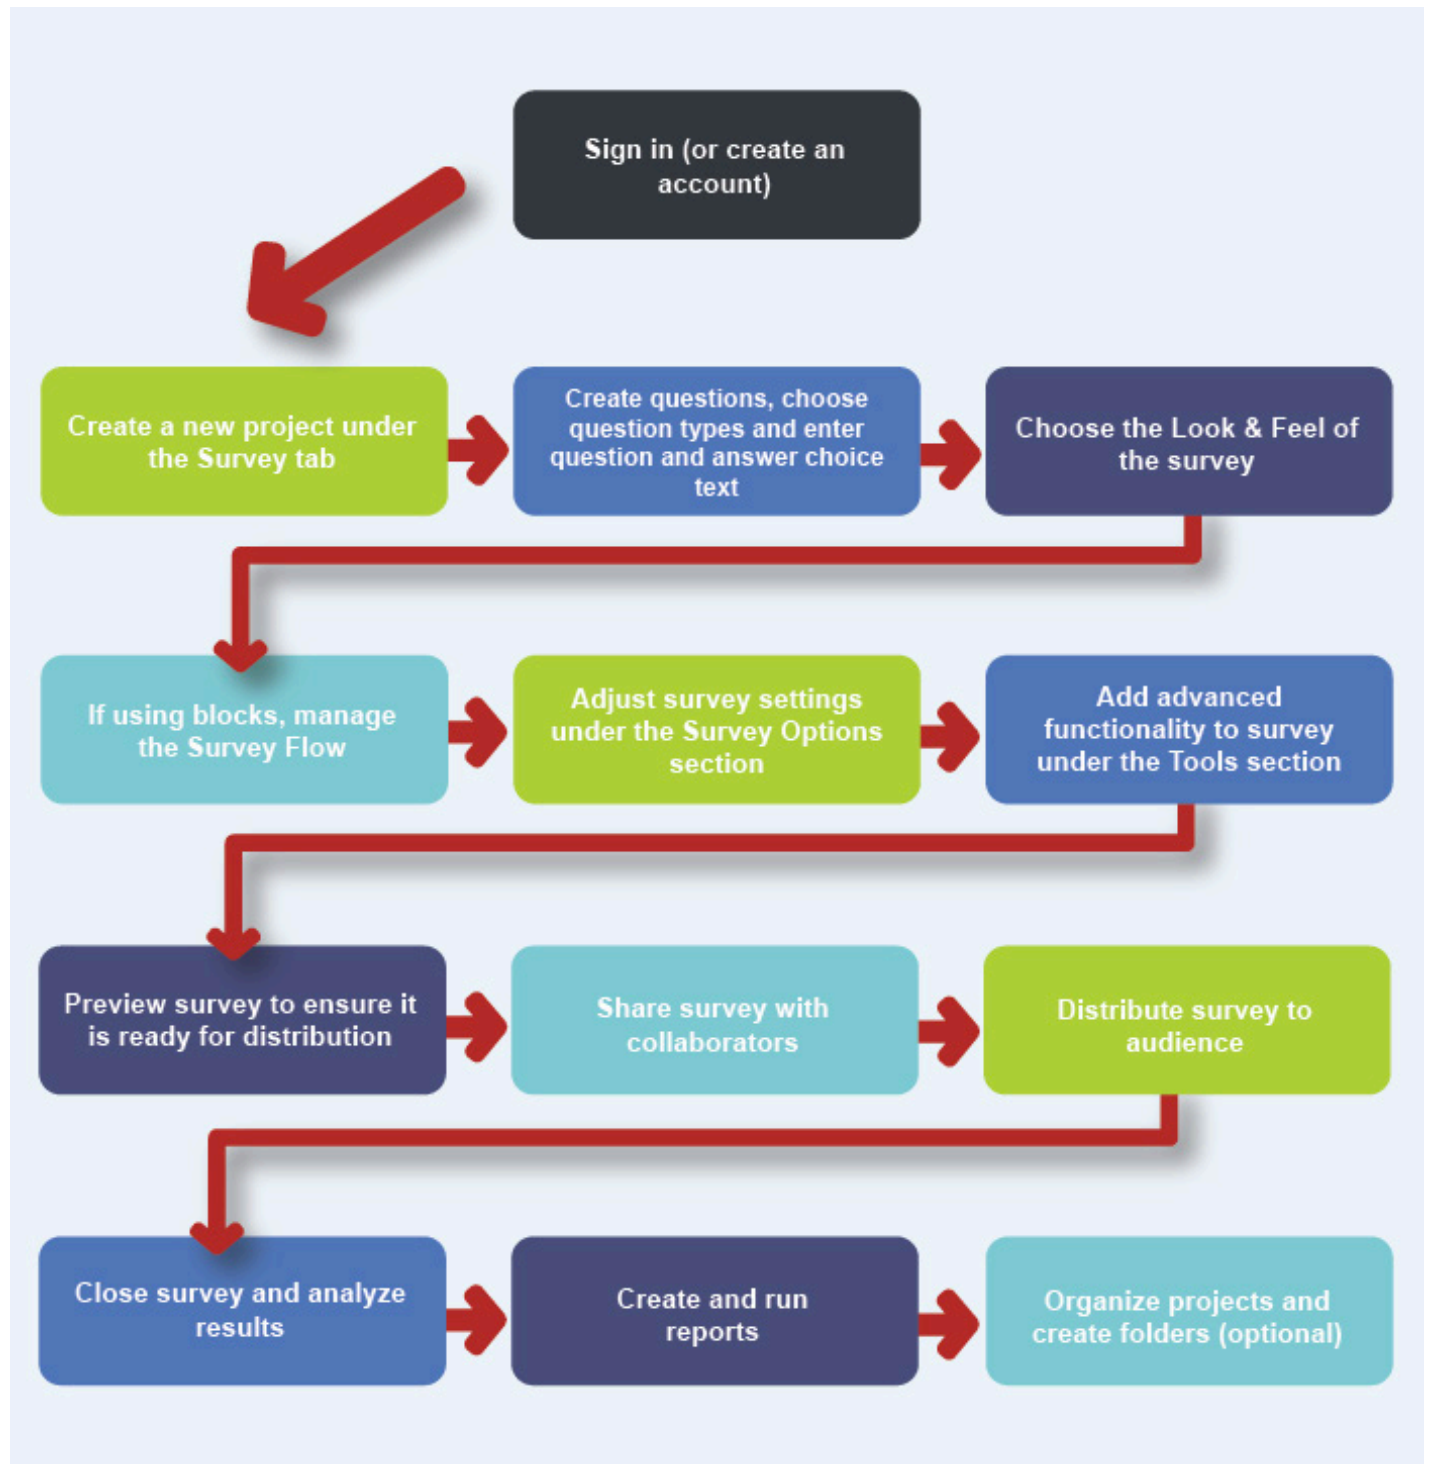 Sign in (or create an
account)
Create a new project under
the Survey tab
Create questions, choose
question types and enter
question and answer choice
text
Choose the Look & Feel of
the survey
If using blocks, manage
the Survey Flow
Adjust survey settings
under the Survey Options
section
Add advanced
functionality to survey
under the Tools section
Preview survey to ensure it
is ready for distribution
Share survey with
collaborators
Distribute survey to
audience
Close survey and analyze
results
Create and run
reports
Organize projects and
create folders (optional)